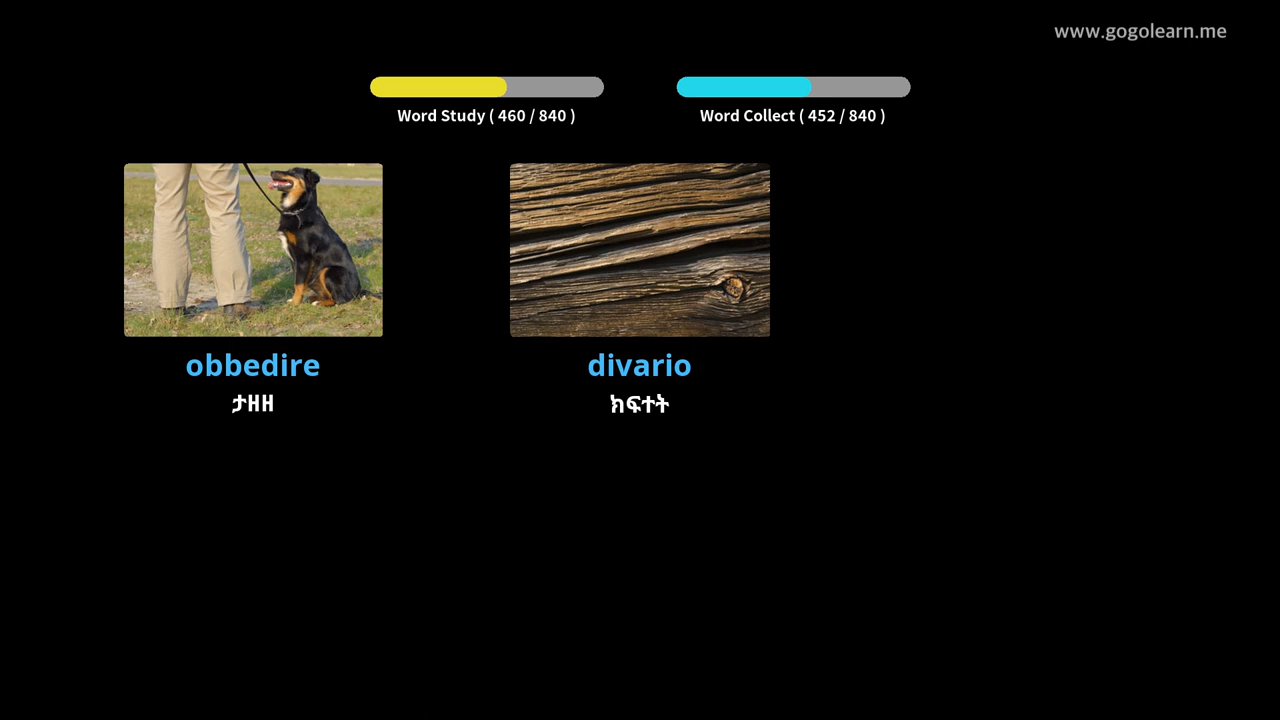 www.gogolearn.me
Word Study ( 460 / 840 )
Word Collect ( 452 / 840 )
obbedire
ታዘዘ
divario
ክፍተት